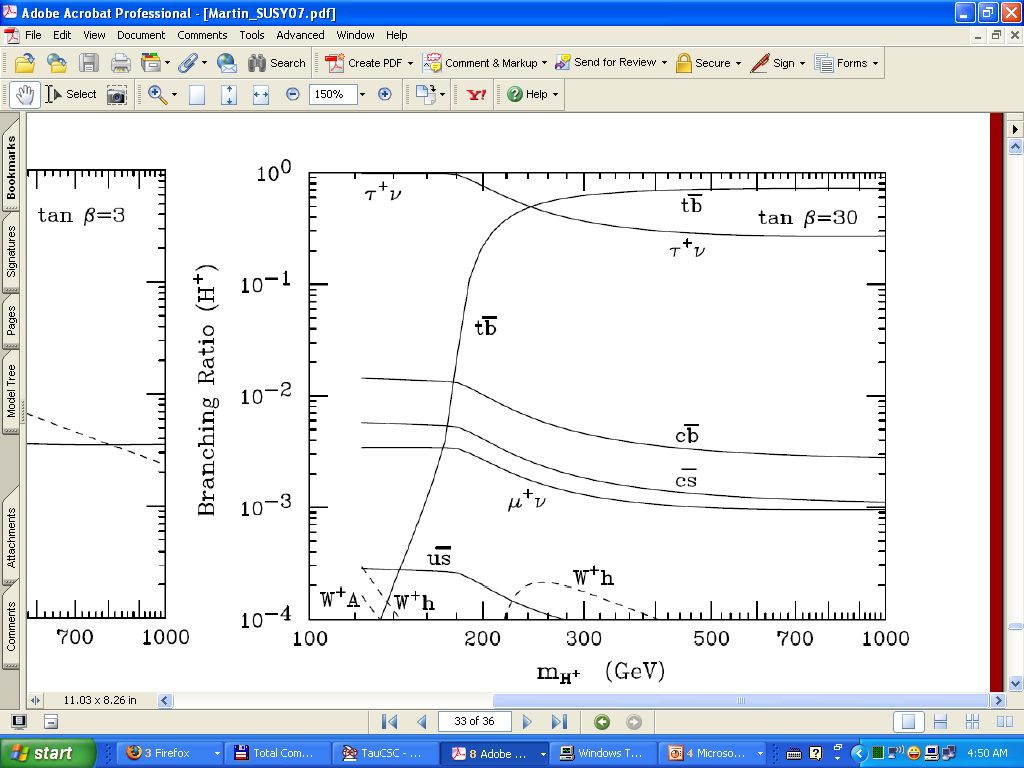 Adobe Acrobat Professional - [Martin_SUSY07.pdf]
File Edit View Document Comments Tools Advanced Window Help
Search Create PDF Comment & Markup Send for Review Secure Sign Forms
Select 150% Y! Help
Bookmarks
Signatures
Pages
Model Tree
Attachments
Comments
tan β=3
700 1000
Branching Ratio (H⁺)
10⁰
10⁻¹
10⁻²
10⁻³
10⁻⁴
τ⁺ν
tb̅
tan β=30
τ⁺ν
tb̅
cb̅
cs̅
μ⁺ν
us̅
W⁺h
W⁺A
W⁺h
100 200 300 500 700 1000
m_H⁺ (GeV)
11.03 x 8.26 in
33 of 36
start 3 Firefox Total Com... TauCSC - ... 8 Adobe ... Windows T... 4 Microso... 4:50 AM